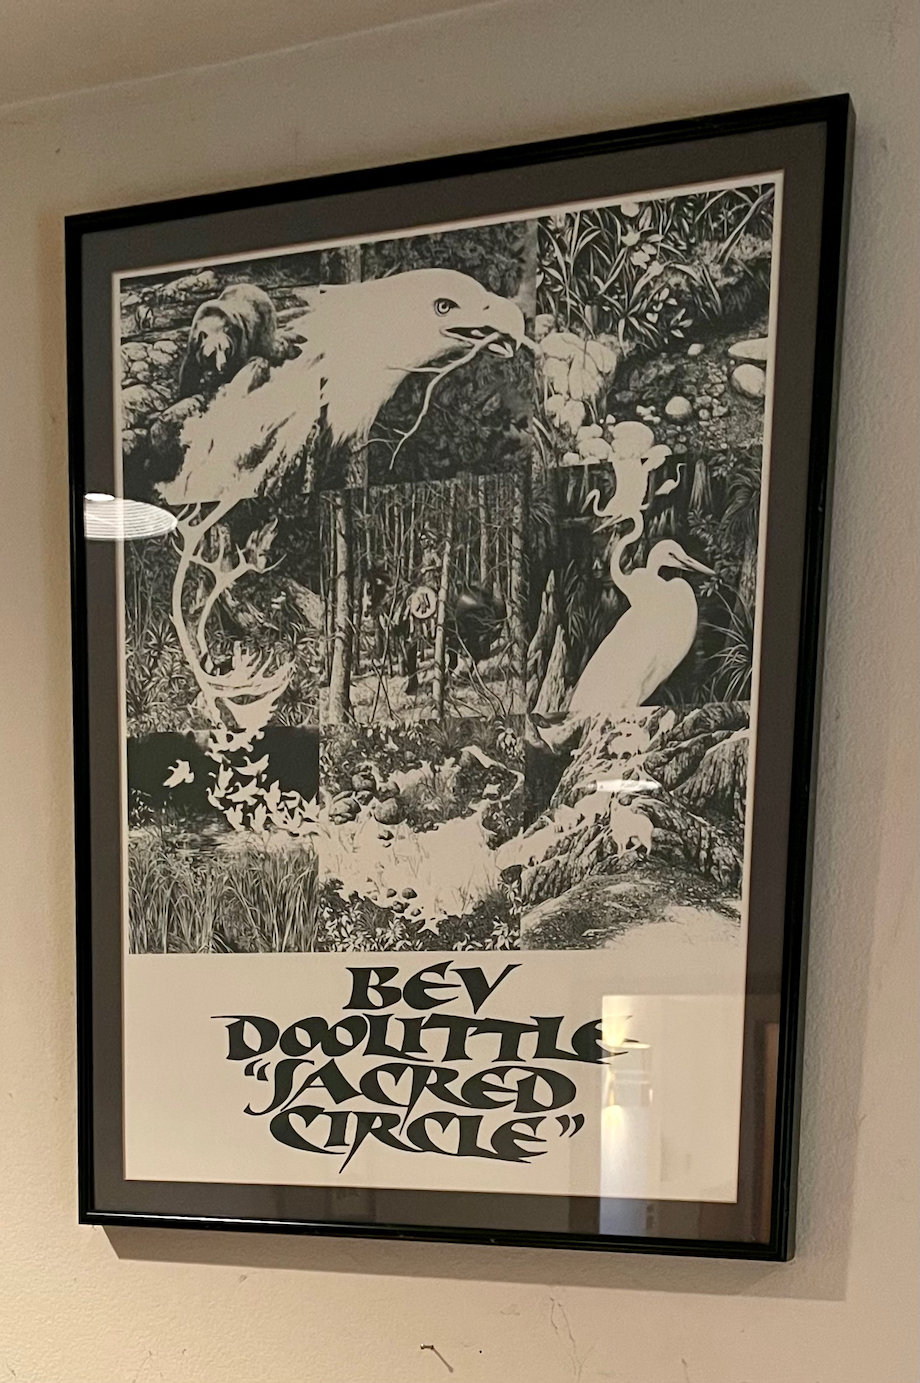 BEV
DOOLITTLE
“SACRED
CIRCLE”